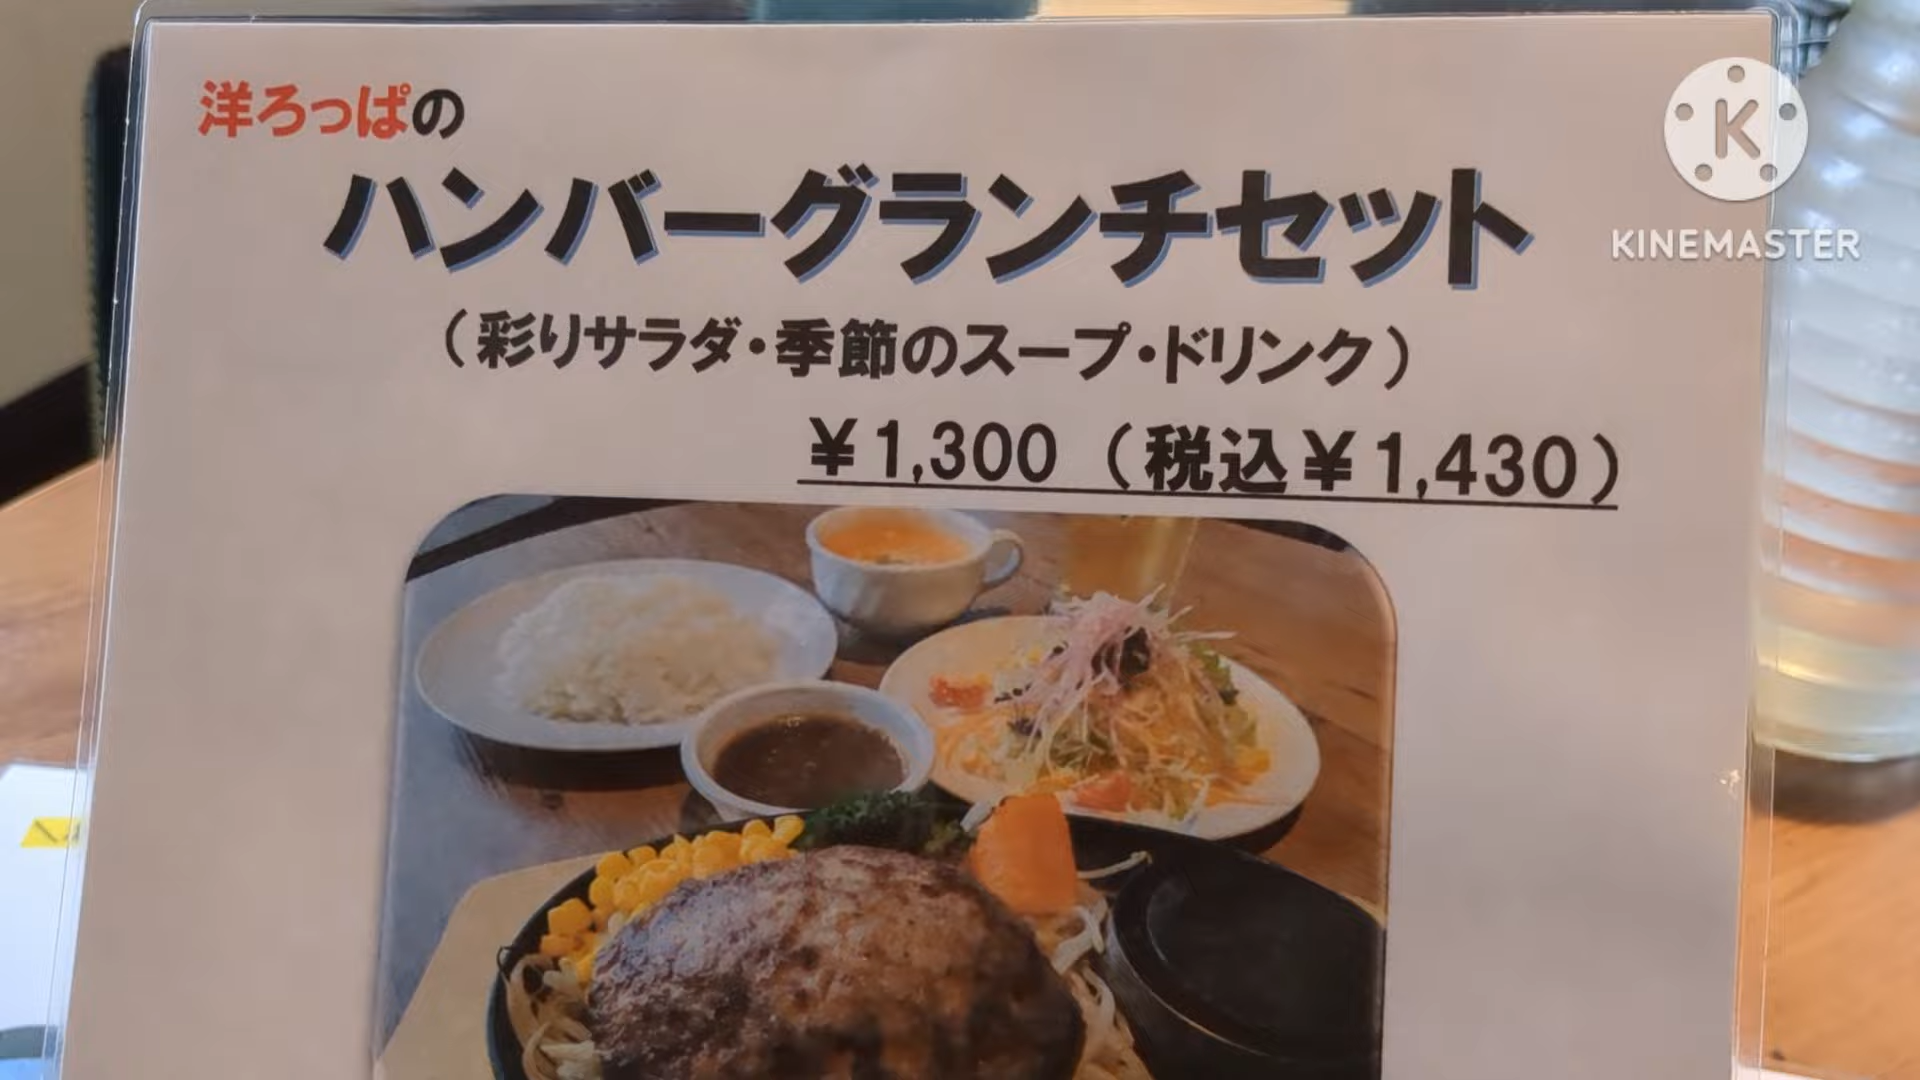 洋ろっぱの
ハンバーグランチセット
（彩りサラダ・季節のスープ・ドリンク）
￥1,300（税込￥1,430）
K
KINEMASTER